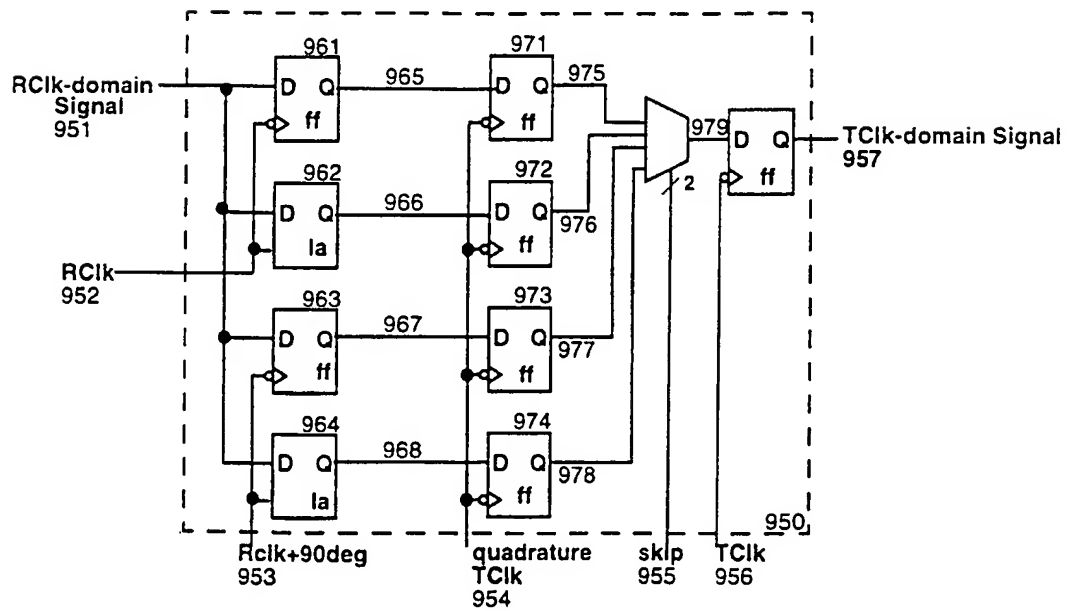 961
971
RClk-domain
Signal
951
D Q
ff
965
D Q
ff
975
979
D Q
ff
TClk-domain Signal
957
2
962
D Q
la
966
972
D Q
ff
976
RClk
952
963
D Q
ff
967
973
D Q
ff
977
964
D Q
la
968
974
D Q
ff
978
950
Rclk+90deg
953
quadrature
TClk
954
skip
955
TClk
956